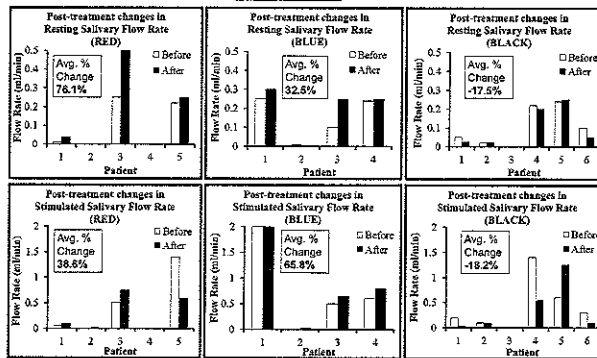 Post-treatment changes in
Resting Salivary Flow Rate
(RED)
Flow Rate (ml/min)
0.5
0.4
0.3
0.2
0.1
0
Avg. %
Change
76.1%
Before
After
1 2 3 4 5
Patient
Post-treatment changes in
Resting Salivary Flow Rate
(BLUE)
Flow Rate (ml/min)
0.5
0.4
0.3
0.2
0.1
0
Avg. %
Change
32.5%
Before
After
1 2 3 4
Patient
Post-treatment changes in
Resting Salivary Flow Rate
(BLACK)
Flow Rate (ml/min)
0.5
0.4
0.3
0.2
0.1
0
Avg. %
Change
-17.5%
Before
After
1 2 3 4 5 6
Patient
Post-treatment changes in
Stimulated Salivary Flow Rate
(RED)
Flow Rate (ml/min)
2
1.5
1
0.5
0
Avg. %
Change
38.6%
Before
After
1 2 3 4 5
Patient
Post-treatment changes in
Stimulated Salivary Flow Rate
(BLUE)
Flow Rate (ml/min)
2
1.5
1
0.5
0
Avg. %
Change
65.8%
Before
After
1 2 3 4
Patient
Post-treatment changes in
Stimulated Salivary Flow Rate
(BLACK)
Flow Rate (ml/min)
2
1.5
1
0.5
0
Avg. %
Change
-18.2%
Before
After
1 2 3 4 5 6
Patient